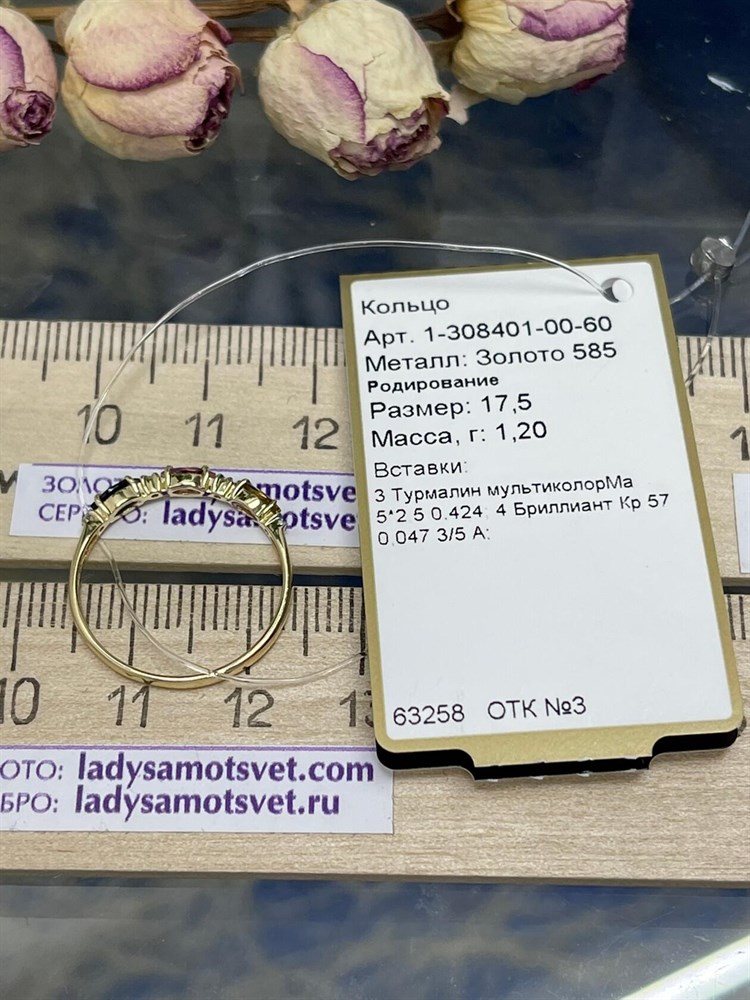 Кольцо
Арт. 1-308401-00-60
Металл: Золото 585
Родирование
Размер: 17,5
Масса, г: 1,20
Вставки:
3 Турмалин мультиколорМа
5*2 5 0,424; 4 Бриллиант Кр 57
0,047 3/5 А:
63258 ОТК №3
10 11 12
ЗОЛОТО: motsve
СЕРЕБРО: ladysamotsve
10 11 12 13
ОТО: ladysamotsvet.com
БРО: ladysamotsvet.ru